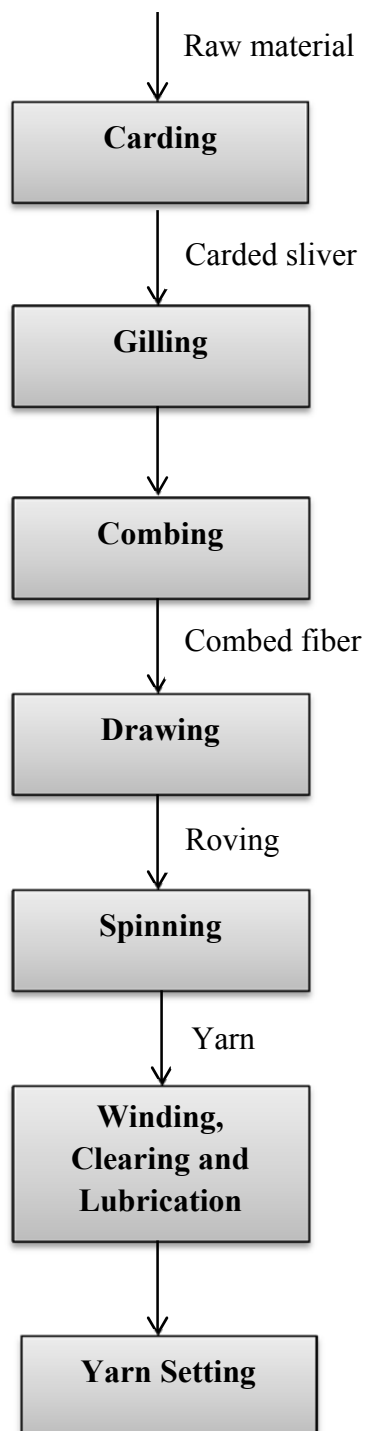 Raw material
Carding
Carded sliver
Gilling
Combing
Combed fiber
Drawing
Roving
Spinning
Yarn
Winding,
Clearing and
Lubrication
Yarn Setting